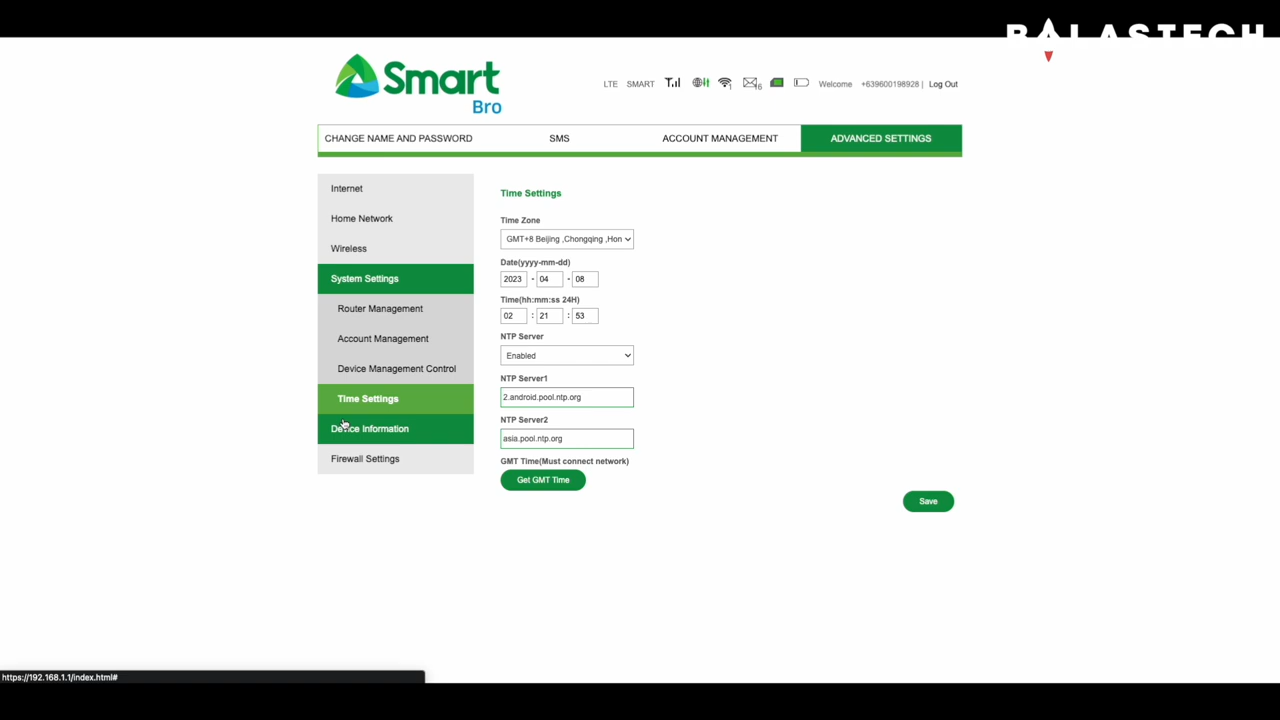 BALASTECH
Smart
Bro
LTE SMART 1 16 Welcome +639600198928 | Log Out
CHANGE NAME AND PASSWORD SMS ACCOUNT MANAGEMENT ADVANCED SETTINGS
Internet
Home Network
Wireless
System Settings
Router Management
Account Management
Device Management Control
Time Settings
Device Information
Firewall Settings
Time Settings
Time Zone
GMT+8 Beijing ,Chongqing ,Hon
Date(yyyy-mm-dd)
2023 - 04 - 08
Time(hh:mm:ss 24H)
02 : 21 : 53
NTP Server
Enabled
NTP Server1
2.android.pool.ntp.org
NTP Server2
asia.pool.ntp.org
GMT Time(Must connect network)
Get GMT Time
Save
https://192.168.1.1/index.html#